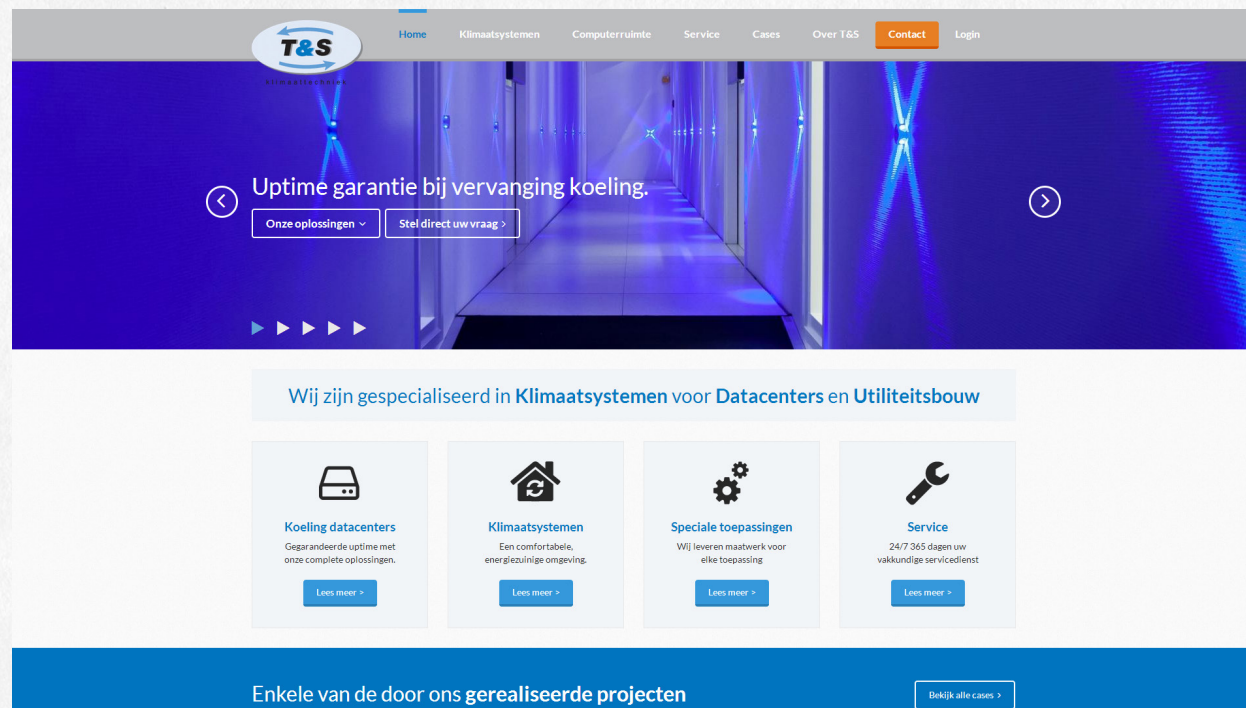 T&S
klimaattechniek
Home Klimaatsystemen Computerruimte Service Cases Over T&S Contact Login
Uptime garantie bij vervanging koeling.
Onze oplossingen Stel direct uw vraag >
Wij zijn gespecialiseerd in Klimaatsystemen voor Datacenters en Utiliteitsbouw
Koeling datacenters
Gegarandeerde uptime met
onze complete oplossingen.
Lees meer >
Klimaatsystemen
Een comfortabele,
energiezuinige omgeving.
Lees meer >
Speciale toepassingen
Wij leveren maatwerk voor
elke toepassing
Lees meer >
Service
24/7 365 dagen uw
vakkundige servicedienst
Lees meer >
Enkele van de door ons gerealiseerde projecten
Bekijk alle cases >